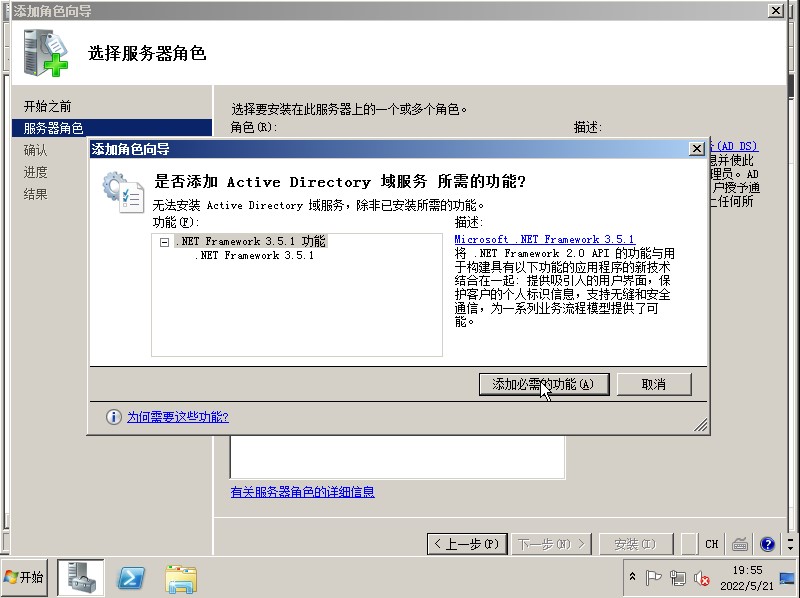 添加角色向导
选择服务器角色
开始之前
服务器角色
确认
进度
结果
选择要安装在此服务器上的一个或多个角色。
角色(R):
描述:
(AD DS)
息并使此
理员。AD
户授予通
任何所
添加角色向导
是否添加 Active Directory 域服务 所需的功能?
无法安装 Active Directory 域服务，除非已安装所需的功能。
功能(F):
.NET Framework 3.5.1 功能
.NET Framework 3.5.1
描述:
Microsoft .NET Framework 3.5.1
将 .NET Framework 2.0 API 的功能与用
于构建具有以下功能的应用程序的新技术
结合在一起: 提供吸引人的用户界面，保
护客户的个人标识信息，支持无缝和安全
通信，为一系列业务流程模型提供了可
能。
添加必需的功能(A)
取消
为何需要这些功能?
有关服务器角色的详细信息
< 上一步(P)
下一步(N) >
安装(I)
CH
开始
19:55
2022/5/21